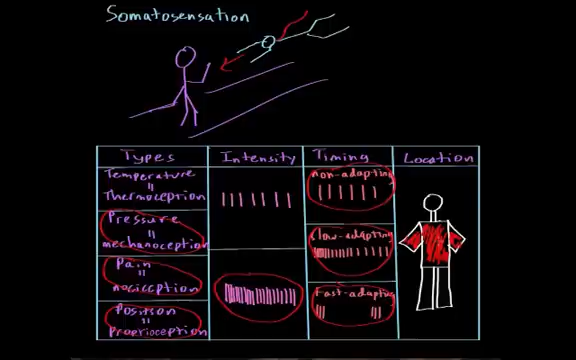 Somatosensation
Types
Intensity
Timing
Location
Temperature
=
Thermoception
non-adapting
Pressure
=
mechanoception
slow-adapting
Pain
=
nociception
Fast-adapting
Position
=
Proprioception